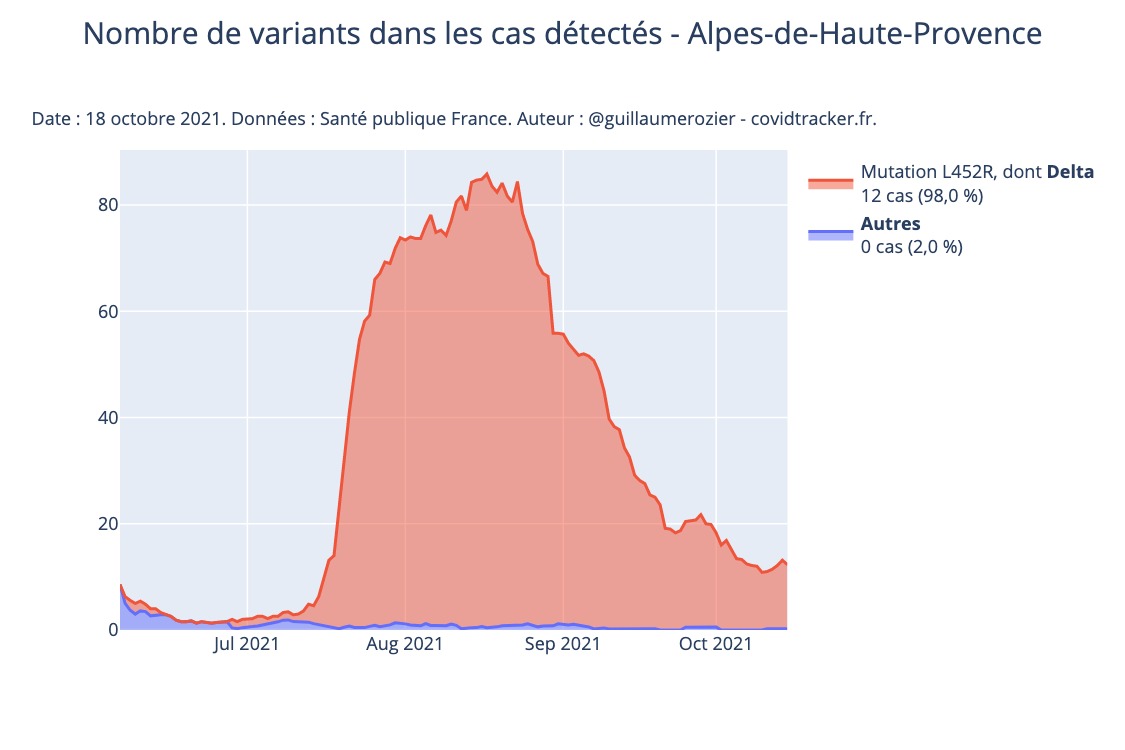 Nombre de variants dans les cas détectés - Alpes-de-Haute-Provence
Date : 18 octobre 2021. Données : Santé publique France. Auteur : @guillaumerozier - covidtracker.fr.
Mutation L452R, dont Delta
12 cas (98,0 %)
Autres
0 cas (2,0 %)
80
60
40
20
0
Jul 2021 Aug 2021 Sep 2021 Oct 2021